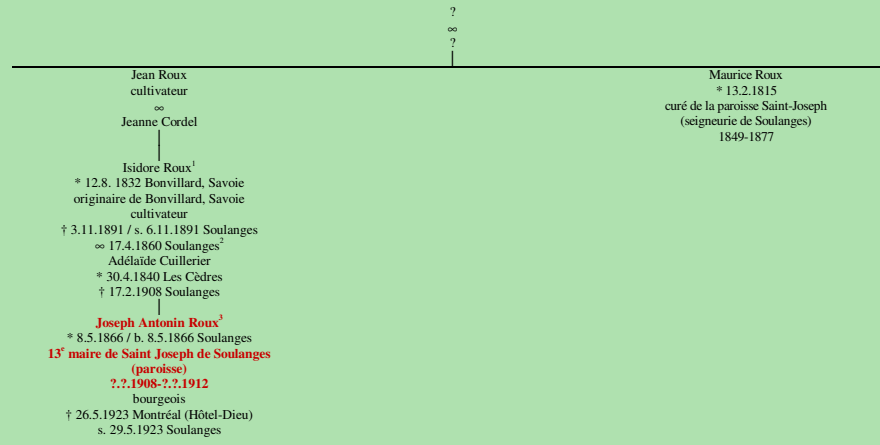 ?
∞
?
Jean Roux
cultivateur
∞
Jeanne Cordel
Isidore Roux¹
* 12.8. 1832 Bonvillard, Savoie
originaire de Bonvillard, Savoie
cultivateur
† 3.11.1891 / s. 6.11.1891 Soulanges
∞ 17.4.1860 Soulanges²
Adélaïde Cuillerier
* 30.4.1840 Les Cèdres
† 17.2.1908 Soulanges
Joseph Antonin Roux³
* 8.5.1866 / b. 8.5.1866 Soulanges
13ᵉ maire de Saint Joseph de Soulanges
(paroisse)
?.?.1908-?.?.1912
bourgeois
† 26.5.1923 Montréal (Hôtel-Dieu)
s. 29.5.1923 Soulanges
Maurice Roux
* 13.2.1815
curé de la paroisse Saint-Joseph
(seigneurie de Soulanges)
1849-1877